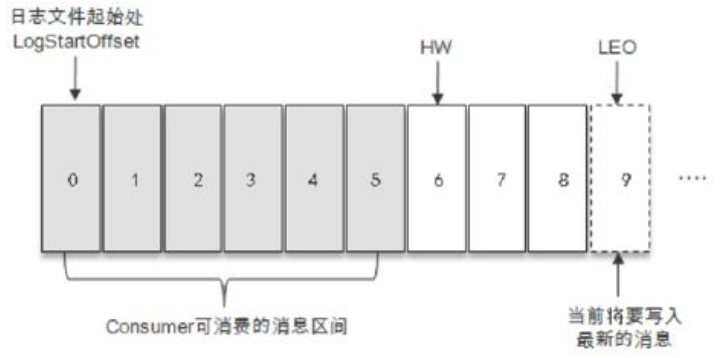 日志文件起始处
LogStartOffset
HW
LEO
0 1 2 3 4 5 6 7 8 9 ....
Consumer可消费的消息区间
当前将要写入
最新的消息